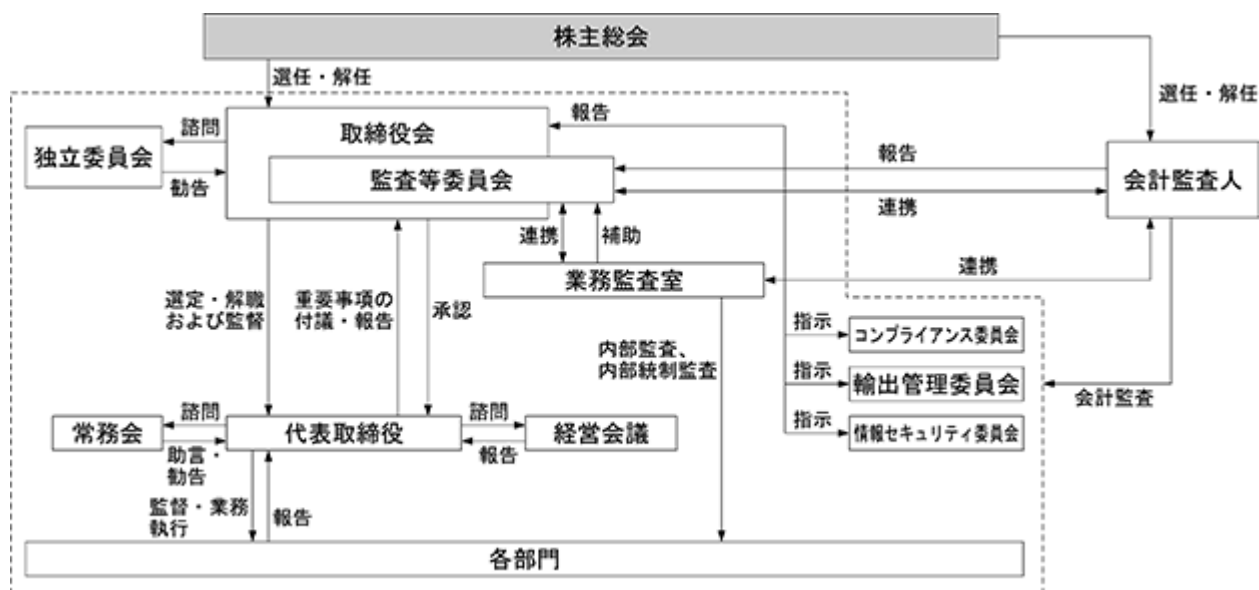 株主総会
選任・解任
選任・解任
報告
諮問
取締役会
独立委員会
勧告
監査等委員会
報告
連携
会計監査人
連携
補助
業務監査室
連携
選定・解職
および監督
重要事項の
付議・報告
承認
内部監査、
内部統制監査
指示
コンプライアンス委員会
指示
輸出管理委員会
会計監査
指示
情報セキュリティ委員会
常務会
諮問
助言・
勧告
代表取締役
諮問
報告
経営会議
監督・業務
執行
報告
各部門